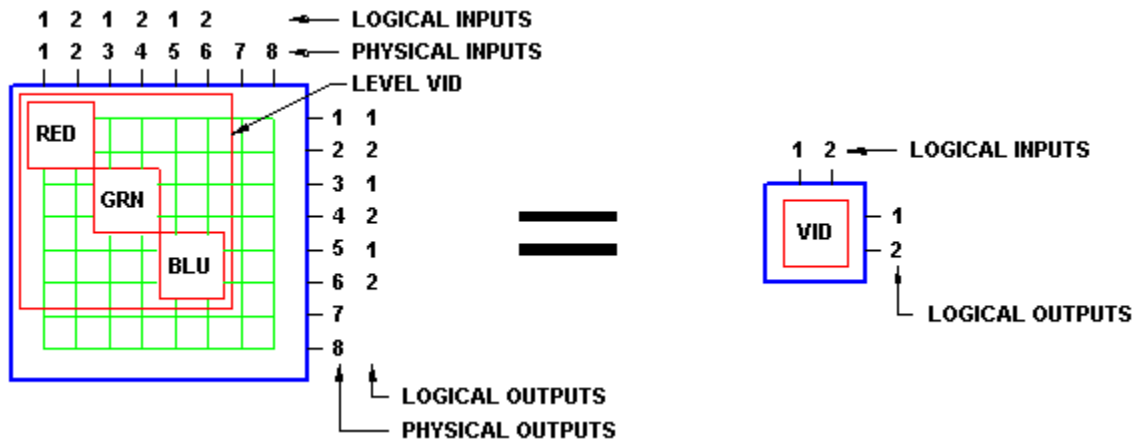 1 2 1 2 1 2 LOGICAL INPUTS
1 2 3 4 5 6 7 8 PHYSICAL INPUTS
LEVEL VID
RED
1 1
2 2
GRN
3 1
4 2
BLU
5 1
6 2
7
8
LOGICAL OUTPUTS
PHYSICAL OUTPUTS
1 2 LOGICAL INPUTS
VID
1
2
LOGICAL OUTPUTS